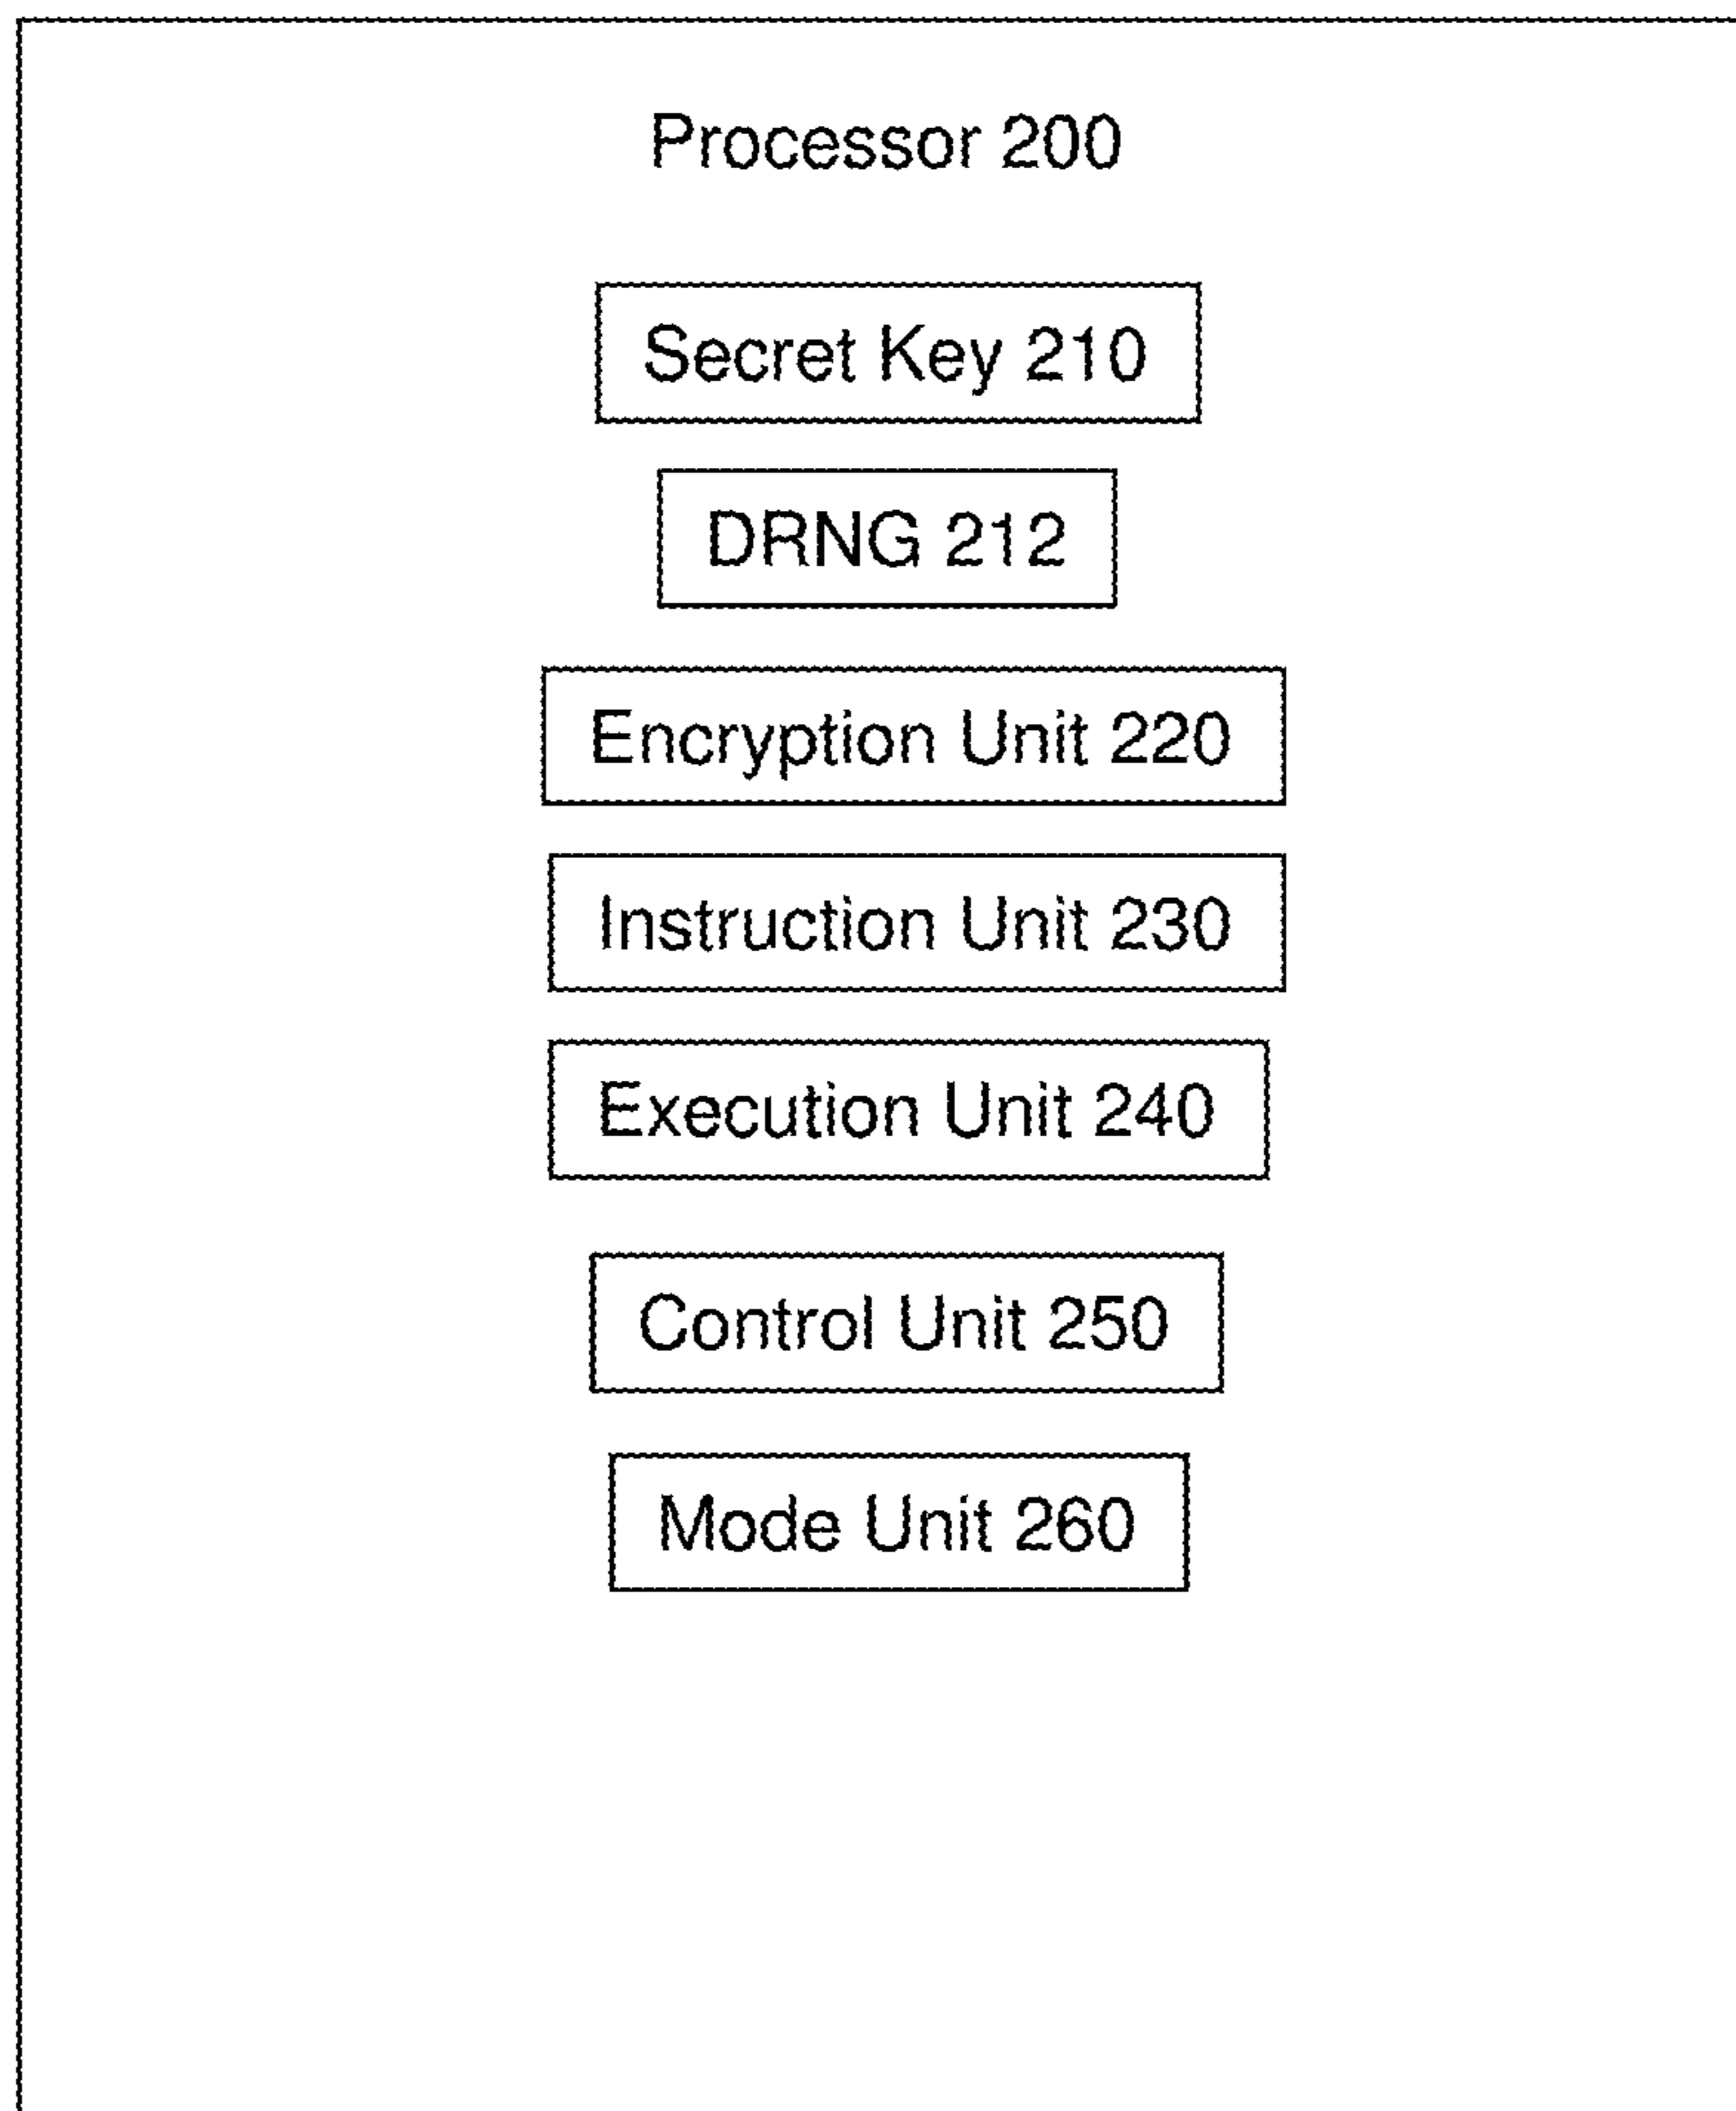 Processor 200
Secret Key 210
DRNG 212
Encryption Unit 220
Instruction Unit 230
Execution Unit 240
Control Unit 250
Mode Unit 260